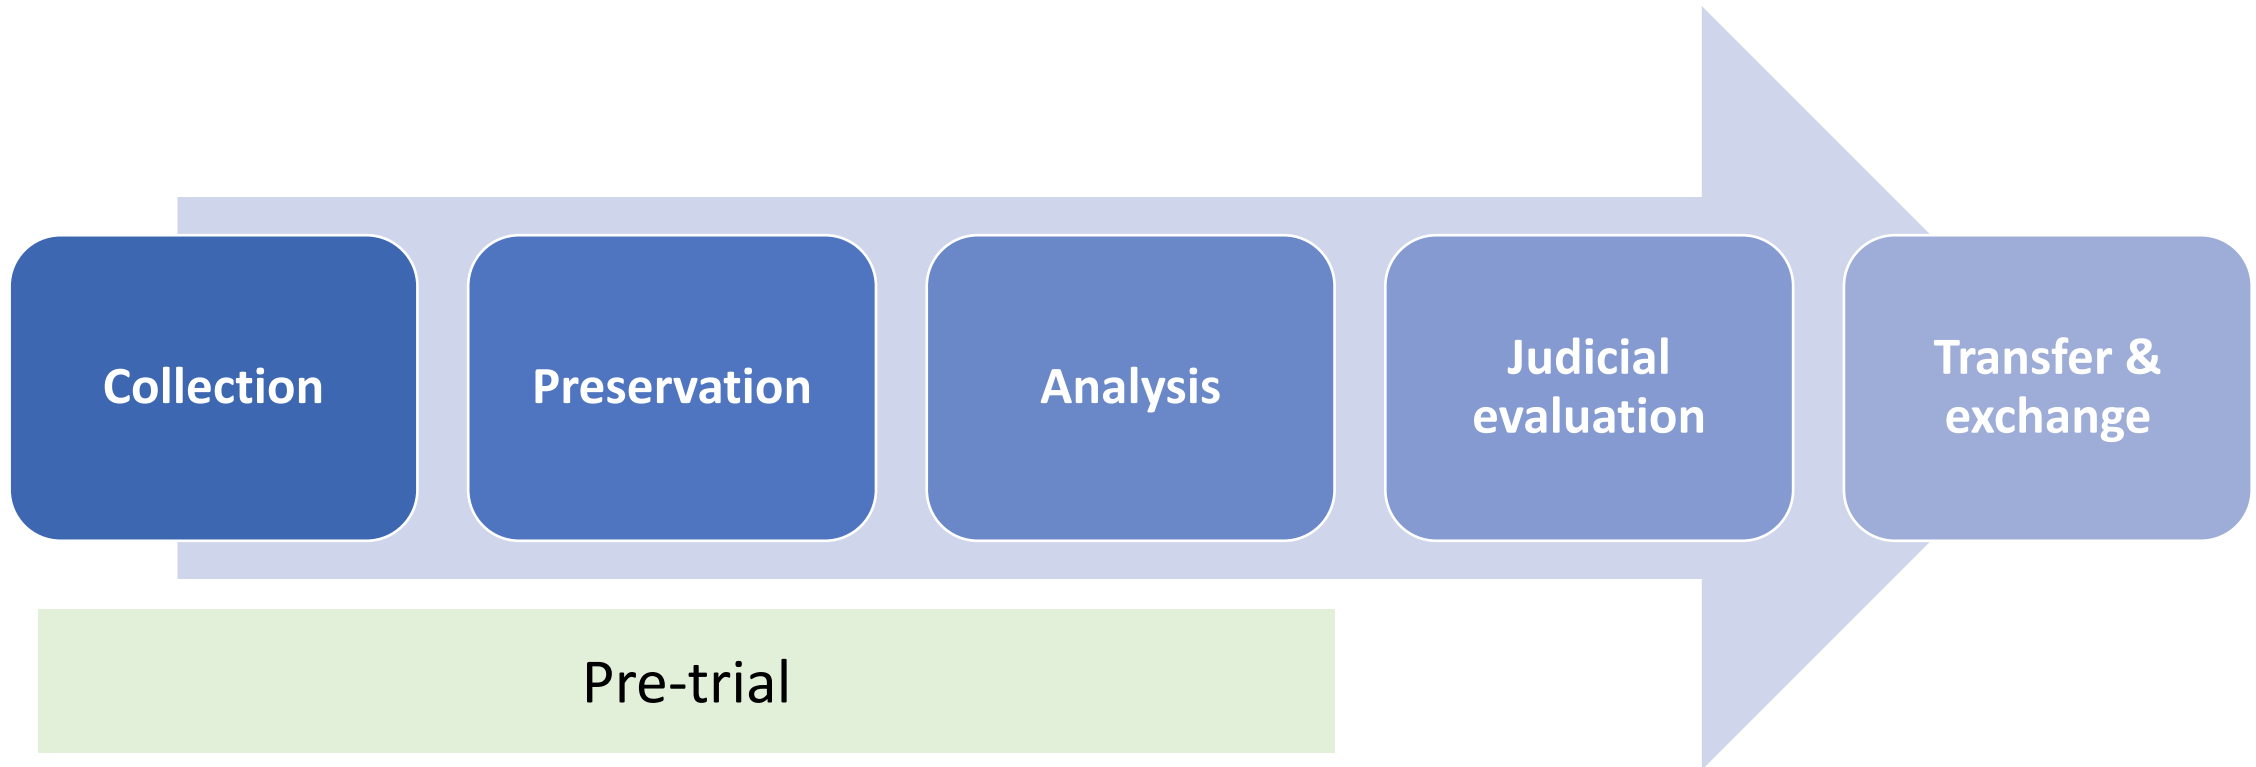 Collection
Preservation
Analysis
Judicial
evaluation
Transfer &
exchange
Pre-trial